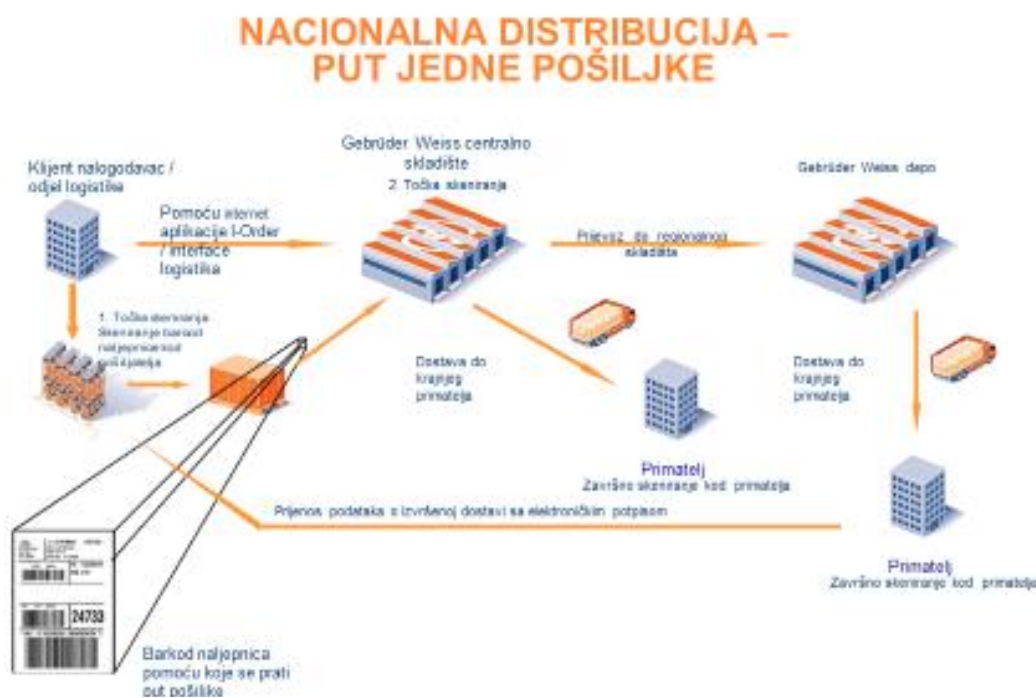 NACIONALNA DISTRIBUCIJA –
PUT JEDNE POŠILJKE
Klijent nalogodavac /
odjel logistike
Pomoću internet
aplikacije I-Order
/ interface
logistika
Gebrüder Weiss centralno
skladište
2. Točka skeniranja
Prijevoz do regionalnog
skladišta
Gebrüder Weiss depo
1. Točka skeniranja
Skeniranje barcod
naljepnice kod
pošiljatelja
Dostava do
krajnjeg
primatelja
Dostava do
krajnjeg
primatelja
Primatelj
Završno skeniranje kod primatelja
Prijenos podataka o izvršenoj dostavi sa elektroničkim potpisom
Primatelj
Završno skeniranje kod primatelja
24733
Barkod naljepnica
pomoću koje se prati
put pošiljke